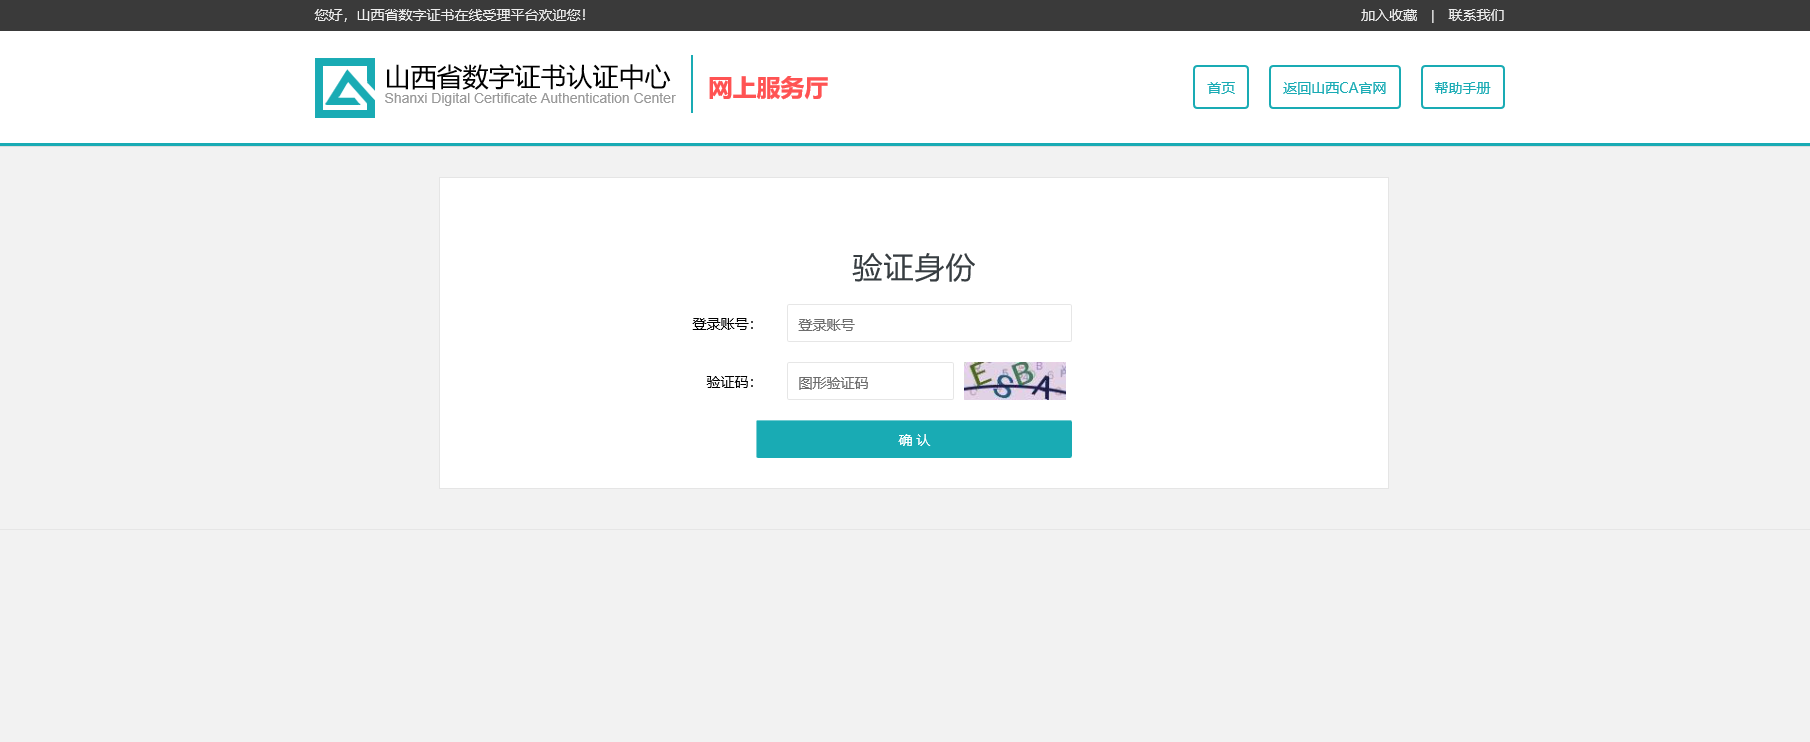 您好，山西省数字证书在线受理平台欢迎您！
加入收藏 | 联系我们
山西省数字证书认证中心
Shanxi Digital Certificate Authentication Center
网上服务厅
首页
返回山西CA官网
帮助手册
验证身份
登录账号：
登录账号
验证码：
图形验证码
ESBA
确 认